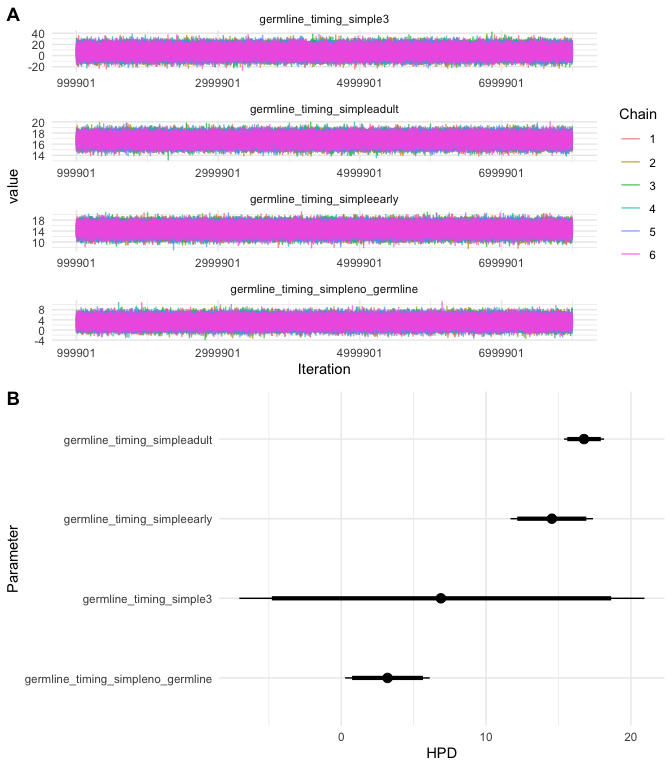 A
germline_timing_simple3
40
20
0
-20
999901 2999901 4999901 6999901
germline_timing_simpleadult
20
18
16
14
999901 2999901 4999901 6999901
germline_timing_simpleearly
18
14
10
999901 2999901 4999901 6999901
germline_timing_simpleno_germline
8
4
0
-4
999901 2999901 4999901 6999901
value
Iteration
Chain
1
2
3
4
5
6
B
germline_timing_simpleadult
germline_timing_simpleearly
germline_timing_simple3
germline_timing_simpleno_germline
Parameter
0 10 20
HPD